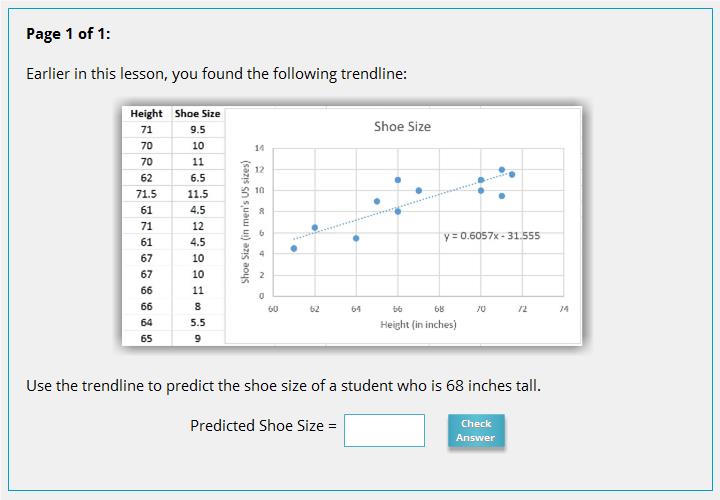 Page 1 of 1:
Earlier in this lesson, you found the following trendline:
Height Shoe Size
71 9.5
70 10
70 11
62 6.5
71.5 11.5
61 4.5
71 12
61 4.5
67 10
67 10
66 11
66 8
64 5.5
65 9
Shoe Size
14
12
10
8
6
4
2
0
Shoe Size (in men's US sizes)
y = 0.6057x - 31.555
60 62 64 66 68 70 72 74
Height (in inches)
Use the trendline to predict the shoe size of a student who is 68 inches tall.
Predicted Shoe Size =
Check
Answer